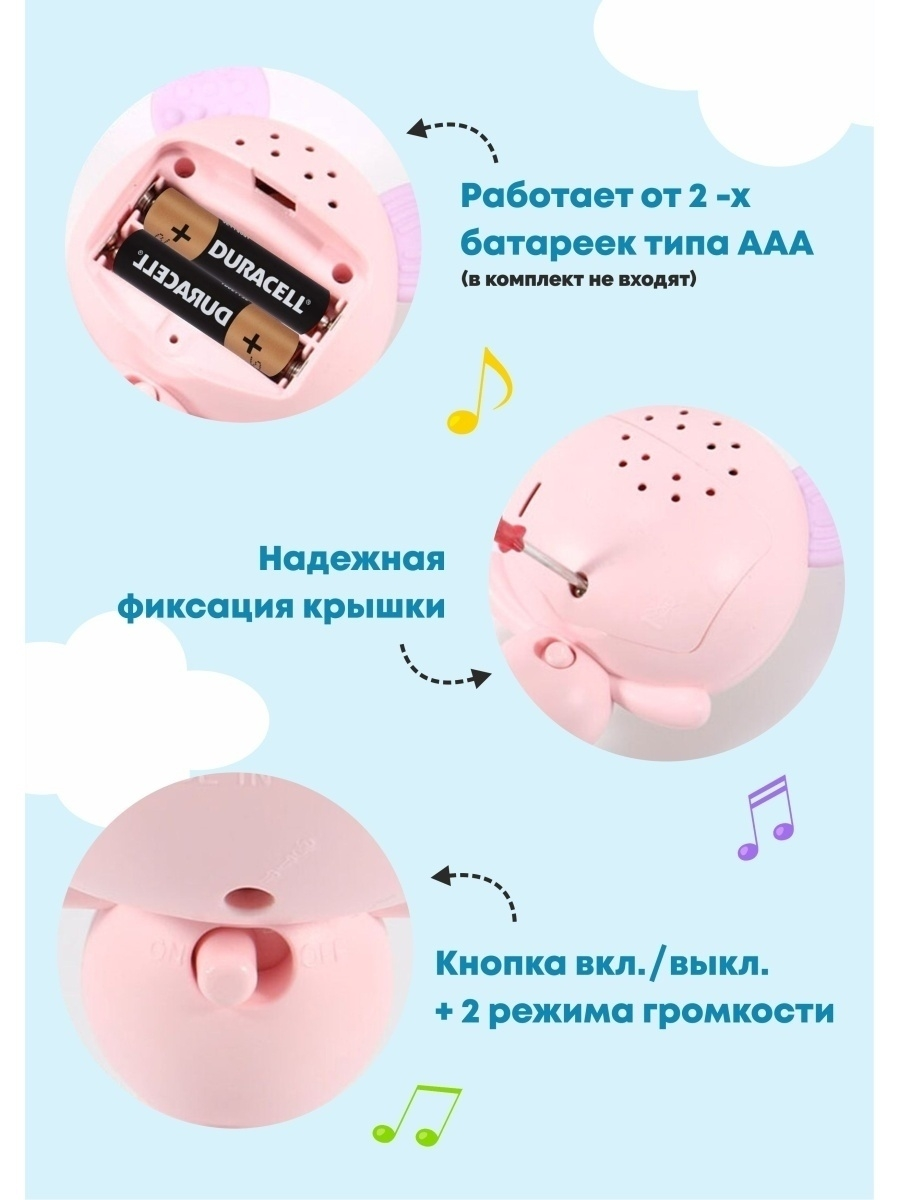 Работает от 2 -х
батареек типа ААА
(в комплект не входят)
DURACELL
DURACELL
Надежная
фиксация крышки
ON
OFF
Кнопка вкл./выкл.
+ 2 режима громкости